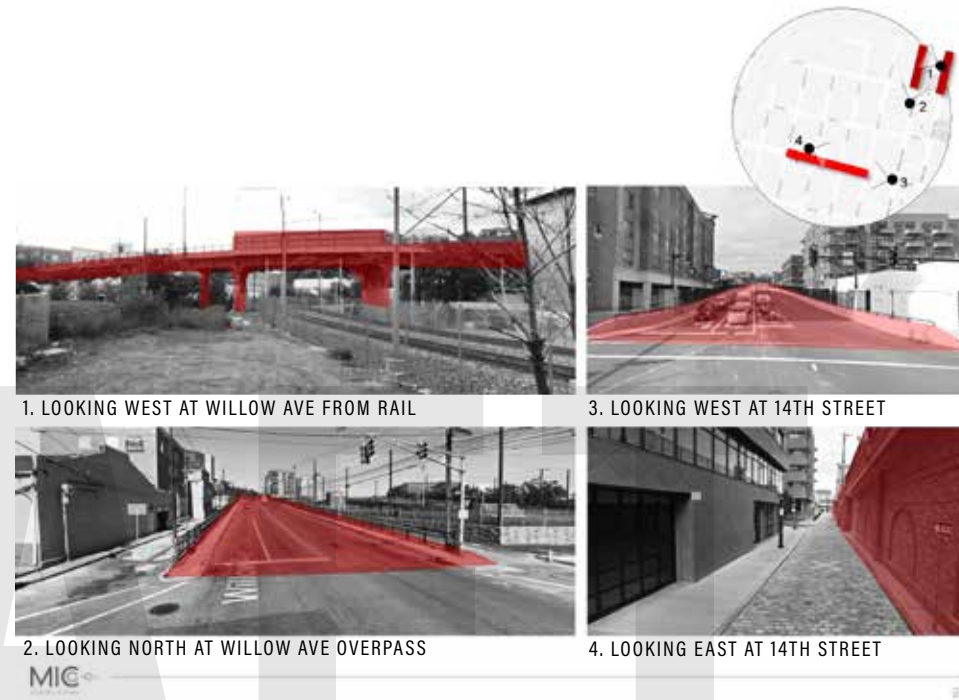 1
2
4
3
1. LOOKING WEST AT WILLOW AVE FROM RAIL
3. LOOKING WEST AT 14TH STREET
2. LOOKING NORTH AT WILLOW AVE OVERPASS
4. LOOKING EAST AT 14TH STREET
MIC